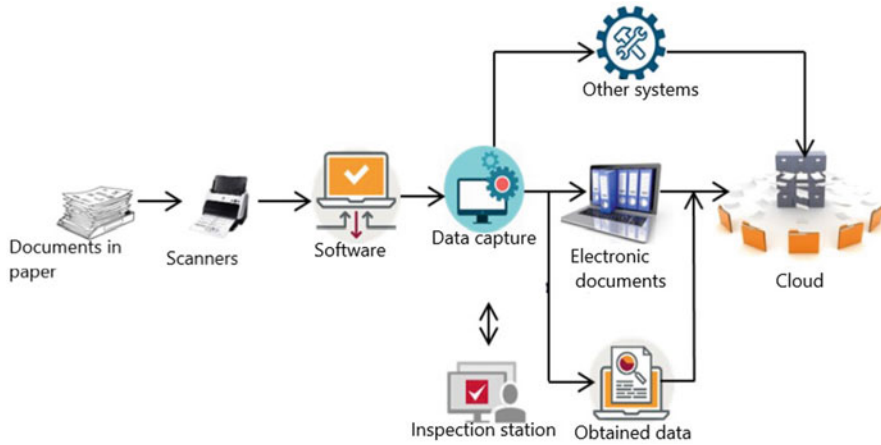 Other systems
Documents in
paper
Scanners
Software
Data capture
Electronic
documents
Cloud
Inspection station
Obtained data